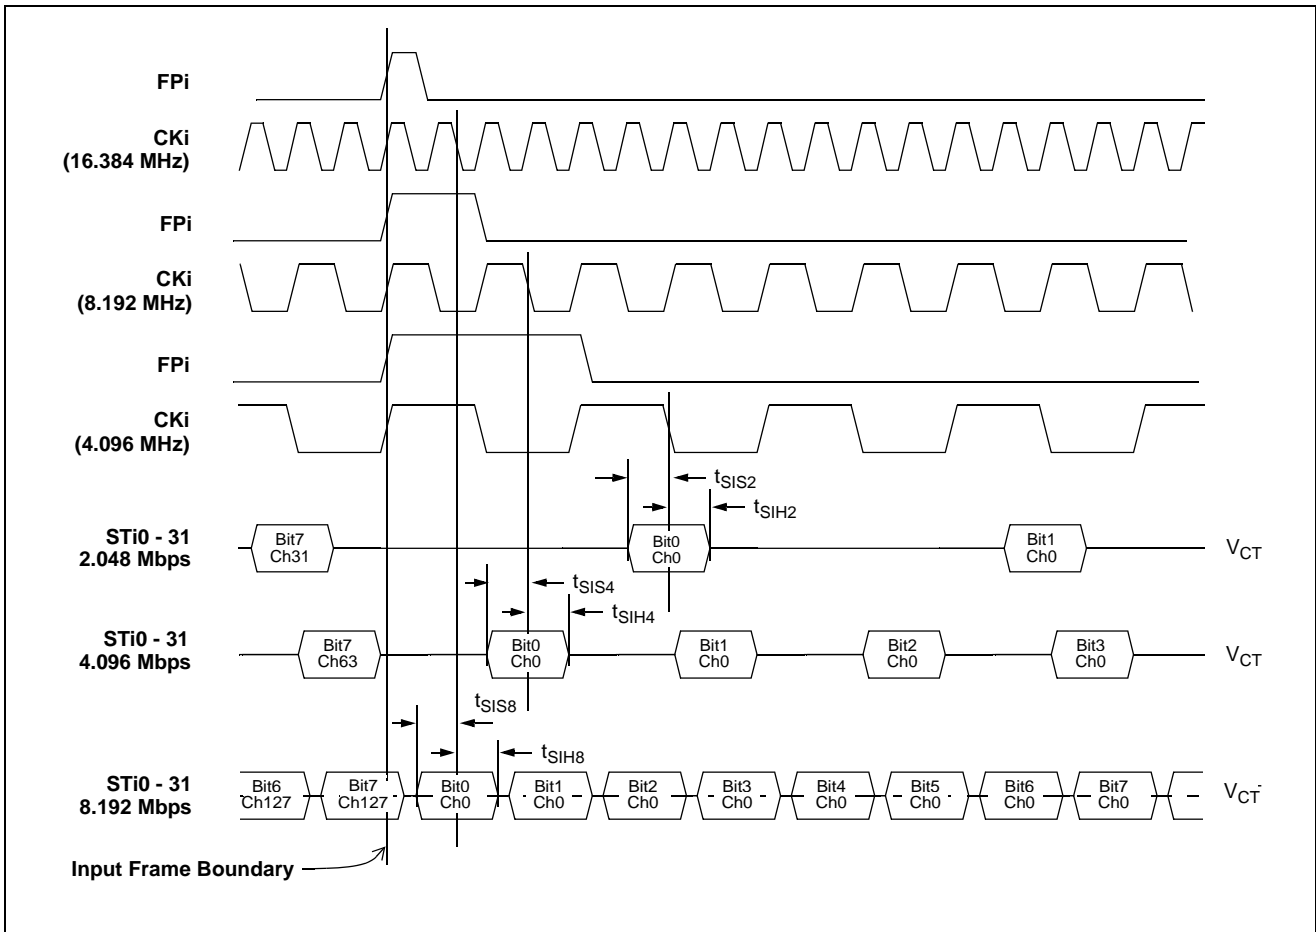 FPi
CKi
(16.384 MHz)
FPi
CKi
(8.192 MHz)
FPi
CKi
(4.096 MHz)
tSIS2
tSIH2
STi0 - 31
2.048 Mbps
Bit7
Ch31
Bit0
Ch0
Bit1
Ch0
VCT
tSIS4
tSIH4
STi0 - 31
4.096 Mbps
Bit7
Ch63
Bit0
Ch0
Bit1
Ch0
Bit2
Ch0
Bit3
Ch0
VCT
tSIS8
tSIH8
STi0 - 31
8.192 Mbps
Bit6
Ch127
Bit7
Ch127
Bit0
Ch0
Bit1
Ch0
Bit2
Ch0
Bit3
Ch0
Bit4
Ch0
Bit5
Ch0
Bit6
Ch0
Bit7
Ch0
VCT
Input Frame Boundary